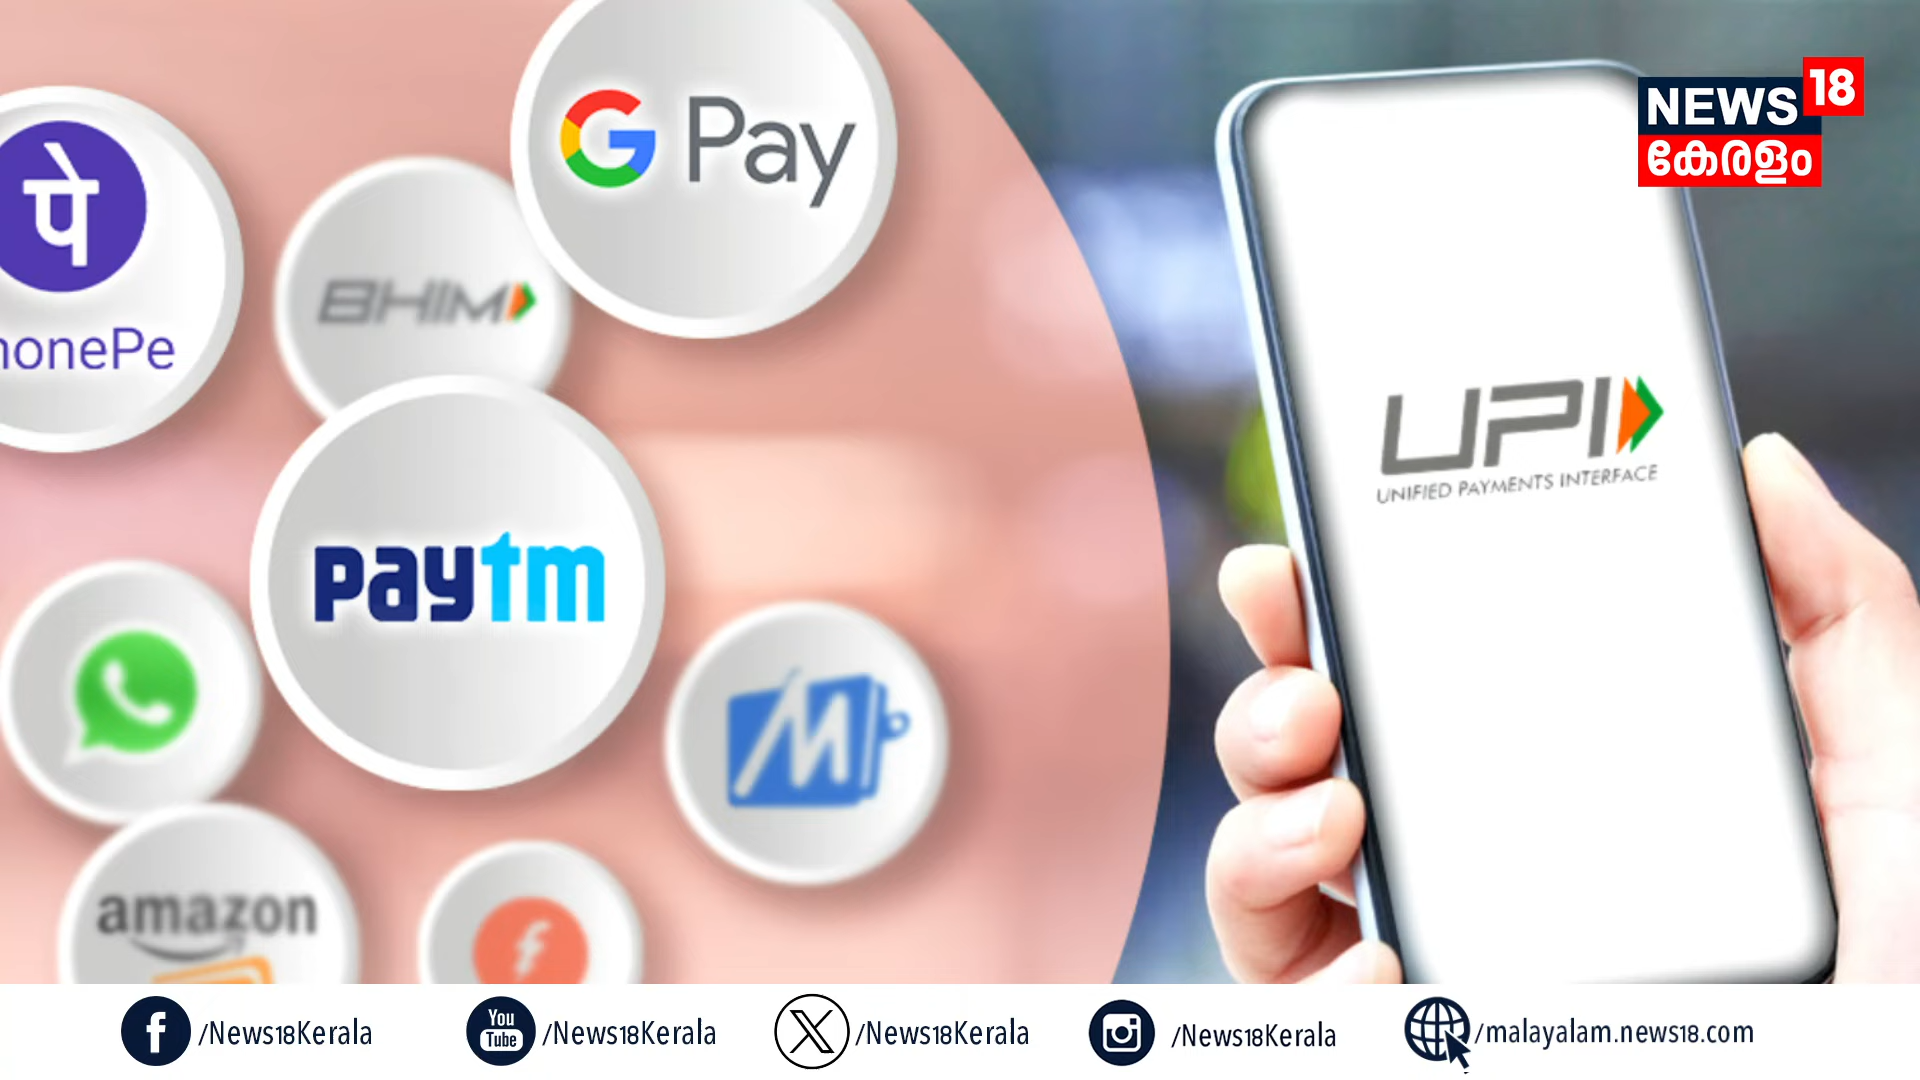 G Pay
NEWS 18
കേരളം
पे
honePe
BHIM
UPI
UNIFIED PAYMENTS INTERFACE
paytm
M
amazon
f
/News18Kerala
You
Tube
/News18Kerala
/News18Kerala
/News18Kerala
/malayalam.news18.com